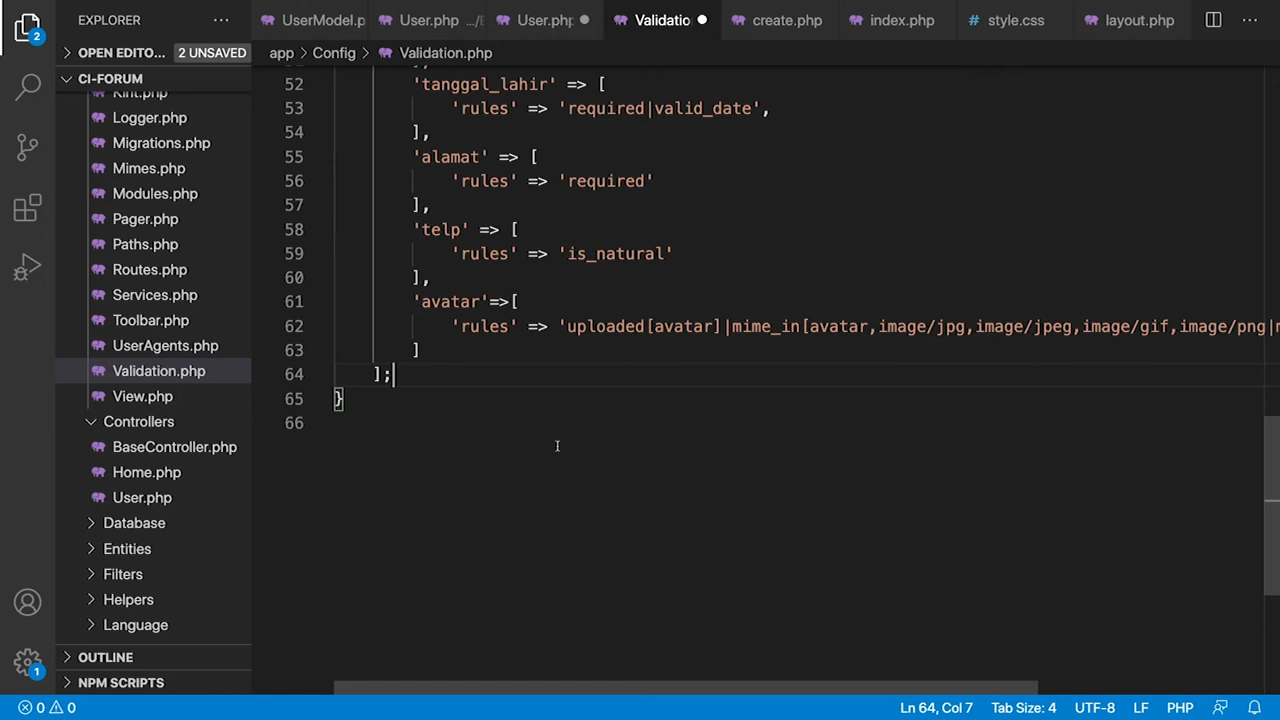 EXPLORER ···
UserModel.p
User.php .../E
User.php
Validatio
create.php
index.php
# style.css
layout.php
···
2
OPEN EDITO... 2 UNSAVED
app > Config > Validation.php
CI-FORUM
Kint.php
Logger.php
Migrations.php
Mimes.php
Modules.php
Pager.php
Paths.php
Routes.php
Services.php
Toolbar.php
UserAgents.php
Validation.php
View.php
Controllers
BaseController.php
Home.php
User.php
Database
Entities
Filters
Helpers
Language
OUTLINE
NPM SCRIPTS
1
52 'tanggal_lahir' => [
53 'rules' => 'required|valid_date',
54 ],
55 'alamat' => [
56 'rules' => 'required'
57 ],
58 'telp' => [
59 'rules' => 'is_natural'
60 ],
61 'avatar'=>[
62 'rules' => 'uploaded[avatar]|mime_in[avatar,image/jpg,image/jpeg,image/gif,image/png|
63 ]
64 ];
65 }
66
0 0
Ln 64, Col 7
Tab Size: 4
UTF-8
LF
PHP